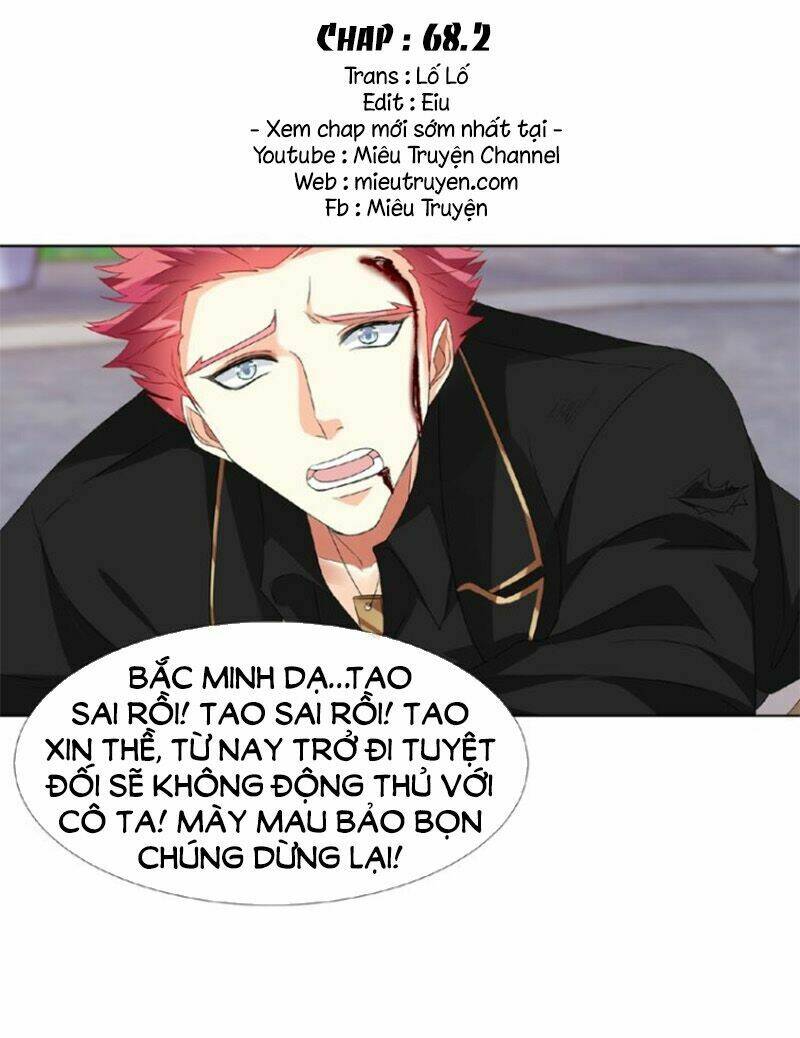 CHAP : 68.2
Trans : Lố Lố
Edit : Eiu
- Xem chap mới sớm nhất tại -
Youtube : Miêu Truyện Channel
Web : mieutruyen.com
Fb : Miêu Truyện
BẮC MINH DẠ...TAO
SAI RỒI! TAO SAI RỒI! TAO
XIN THỀ, TỪ NAY TRỞ ĐI TUYỆT
ĐỐI SẼ KHÔNG ĐỘNG THỦ VỚI
CÔ TA! MÀY MAU BẢO BỌN
CHÚNG DỪNG LẠI!